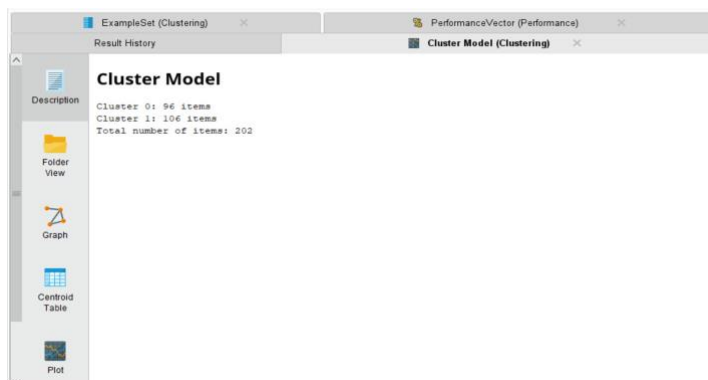 ExampleSet (Clustering)
PerformanceVector (Performance)
Result History
Cluster Model (Clustering)
Description
Cluster Model
Cluster 0: 96 items
Cluster 1: 106 items
Total number of items: 202
Folder
View
Graph
Centroid
Table
Plot